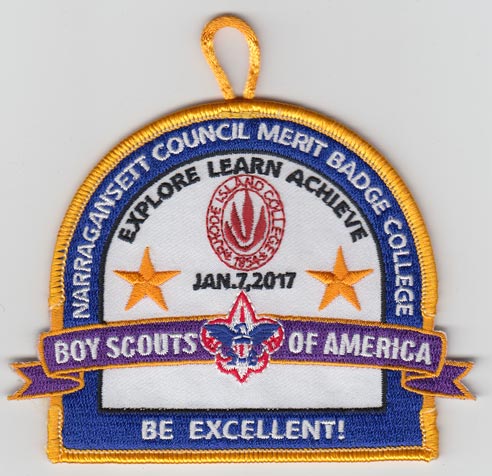 NARRAGANSETT COUNCIL MERIT BADGE COLLEGE
EXPLORE LEARN ACHIEVE
RHODE ISLAND COLLEGE
1854
JAN.7,2017
BOY SCOUTS OF AMERICA
BE EXCELLENT!